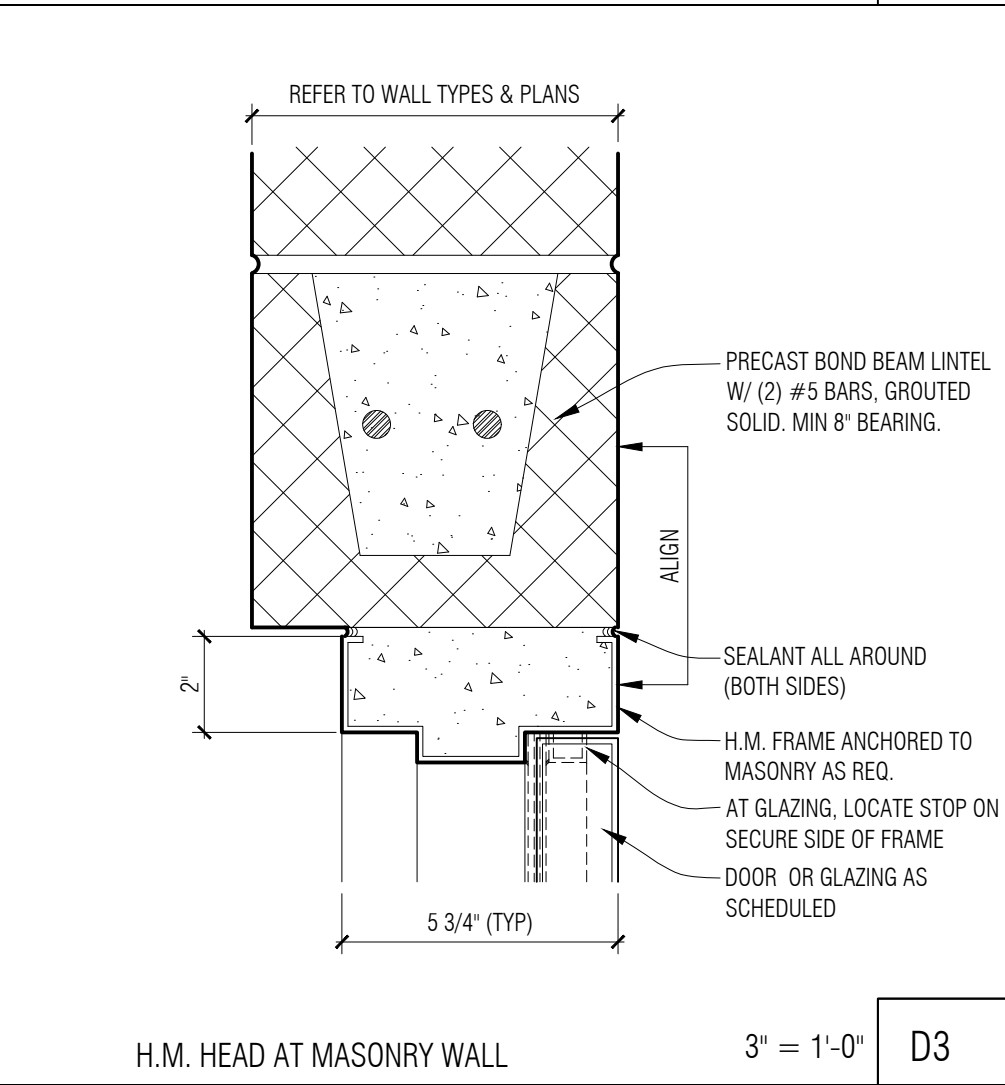 REFER TO WALL TYPES & PLANS
PRECAST BOND BEAM LINTEL
W/ (2) #5 BARS, GROUTED
SOLID. MIN 8" BEARING.
ALIGN
SEALANT ALL AROUND
(BOTH SIDES)
2"
H.M. FRAME ANCHORED TO
MASONRY AS REQ.
AT GLAZING, LOCATE STOP ON
SECURE SIDE OF FRAME
DOOR OR GLAZING AS
SCHEDULED
5 3/4" (TYP)
H.M. HEAD AT MASONRY WALL
3" = 1'-0"
D3